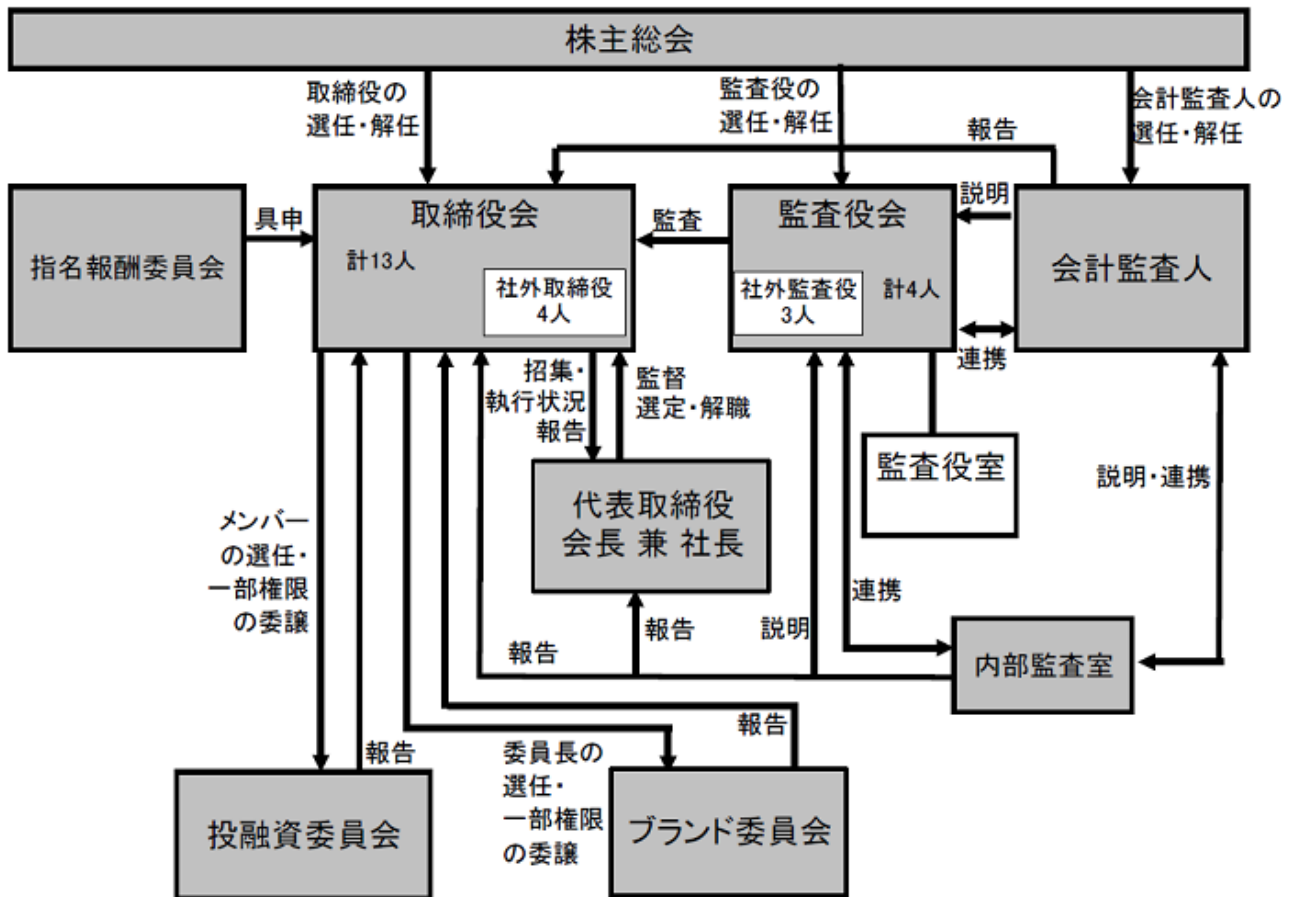 株主総会
取締役の
選任・解任
監査役の
選任・解任
会計監査人の
選任・解任
報告
指名報酬委員会
具申
取締役会
計13人
社外取締役
4人
監査
監査役会
社外監査役
3人
計4人
説明
連携
会計監査人
招集・
執行状況
報告
監督
選定・解職
監査役室
説明・連携
代表取締役
会長 兼 社長
メンバー
の選任・
一部権限
の委譲
報告
報告
説明
連携
内部監査室
報告
報告
委員長の
選任・
一部権限
の委譲
投融資委員会
ブランド委員会